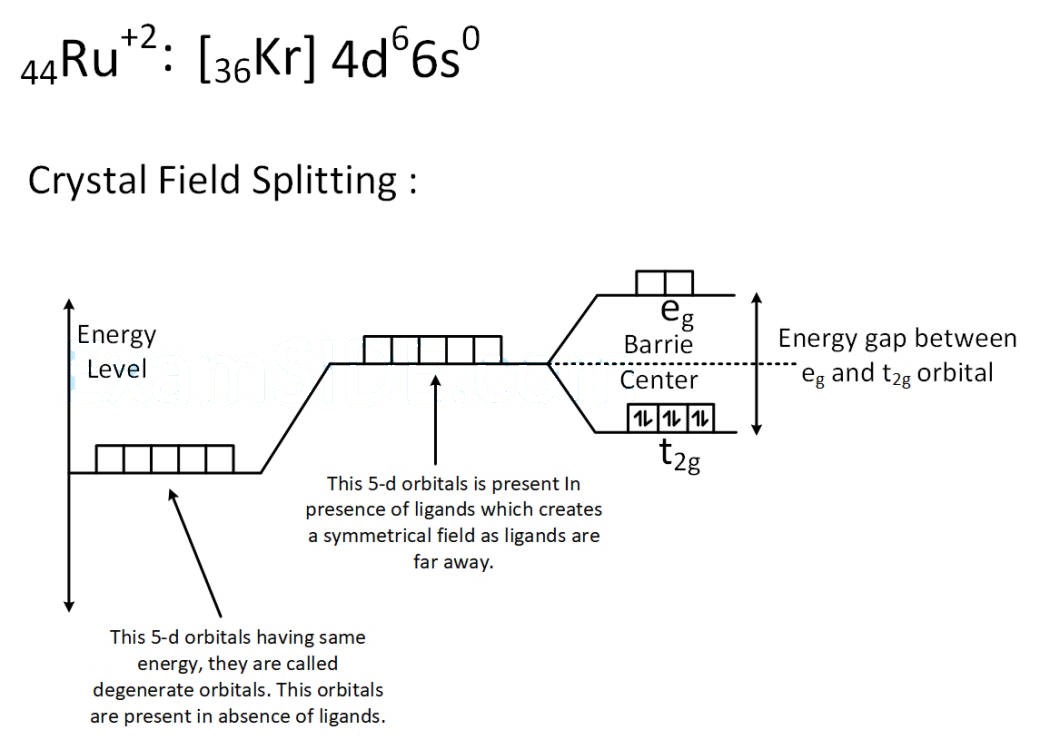 ₄₄Ru⁺²: [₃₆Kr] 4d⁶6s⁰
Crystal Field Splitting :
Energy
Level
e_g
Barrie
Center
Energy gap between
e_g and t₂g orbital
t₂g
This 5-d orbitals is present In
presence of ligands which creates
a symmetrical field as ligands are
far away.
This 5-d orbitals having same
energy, they are called
degenerate orbitals. This orbitals
are present in absence of ligands.